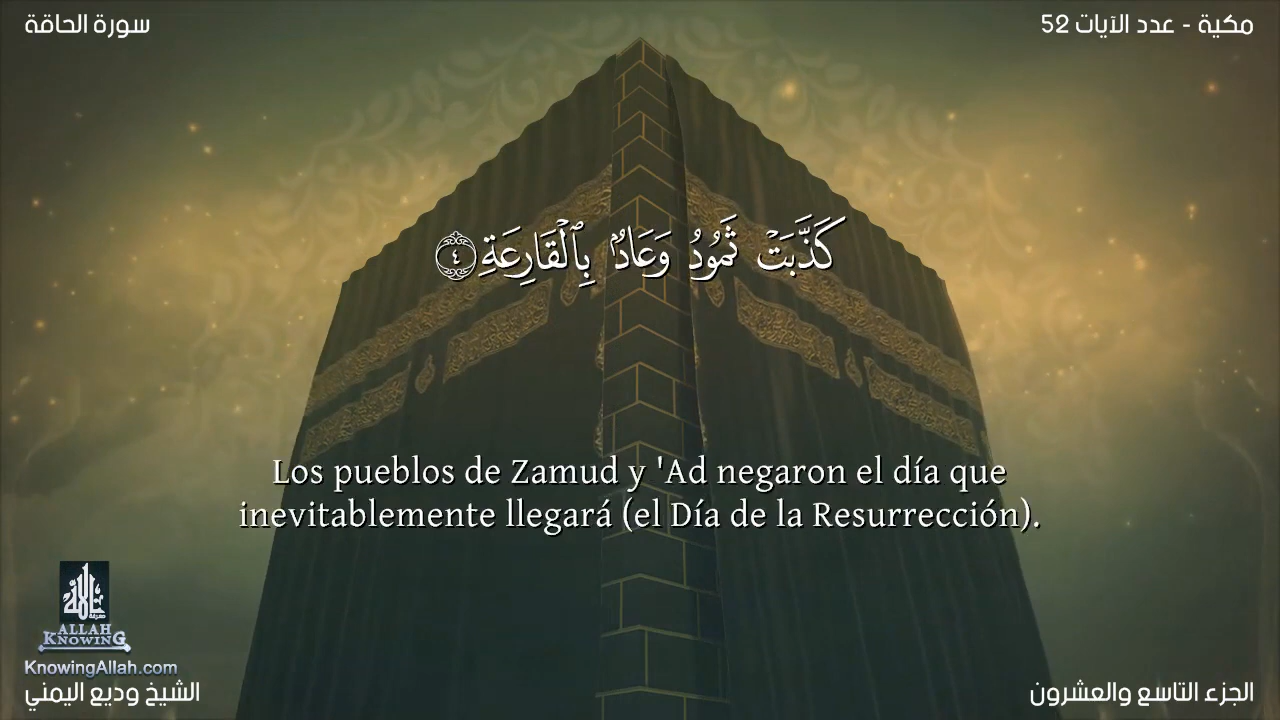 سورة الحاقة
مكية - عدد الآيات 52
كَذَّبَتْ ثَمُودُ وَعَادٌۢ بِٱلْقَارِعَةِ ٤
Los pueblos de Zamud y 'Ad negaron el día que
inevitablemente llegará (el Día de la Resurrección).
ALLAH
KNOWING
KnowingAllah.com
الشيخ وديع اليمني
الجزء التاسع والعشرون